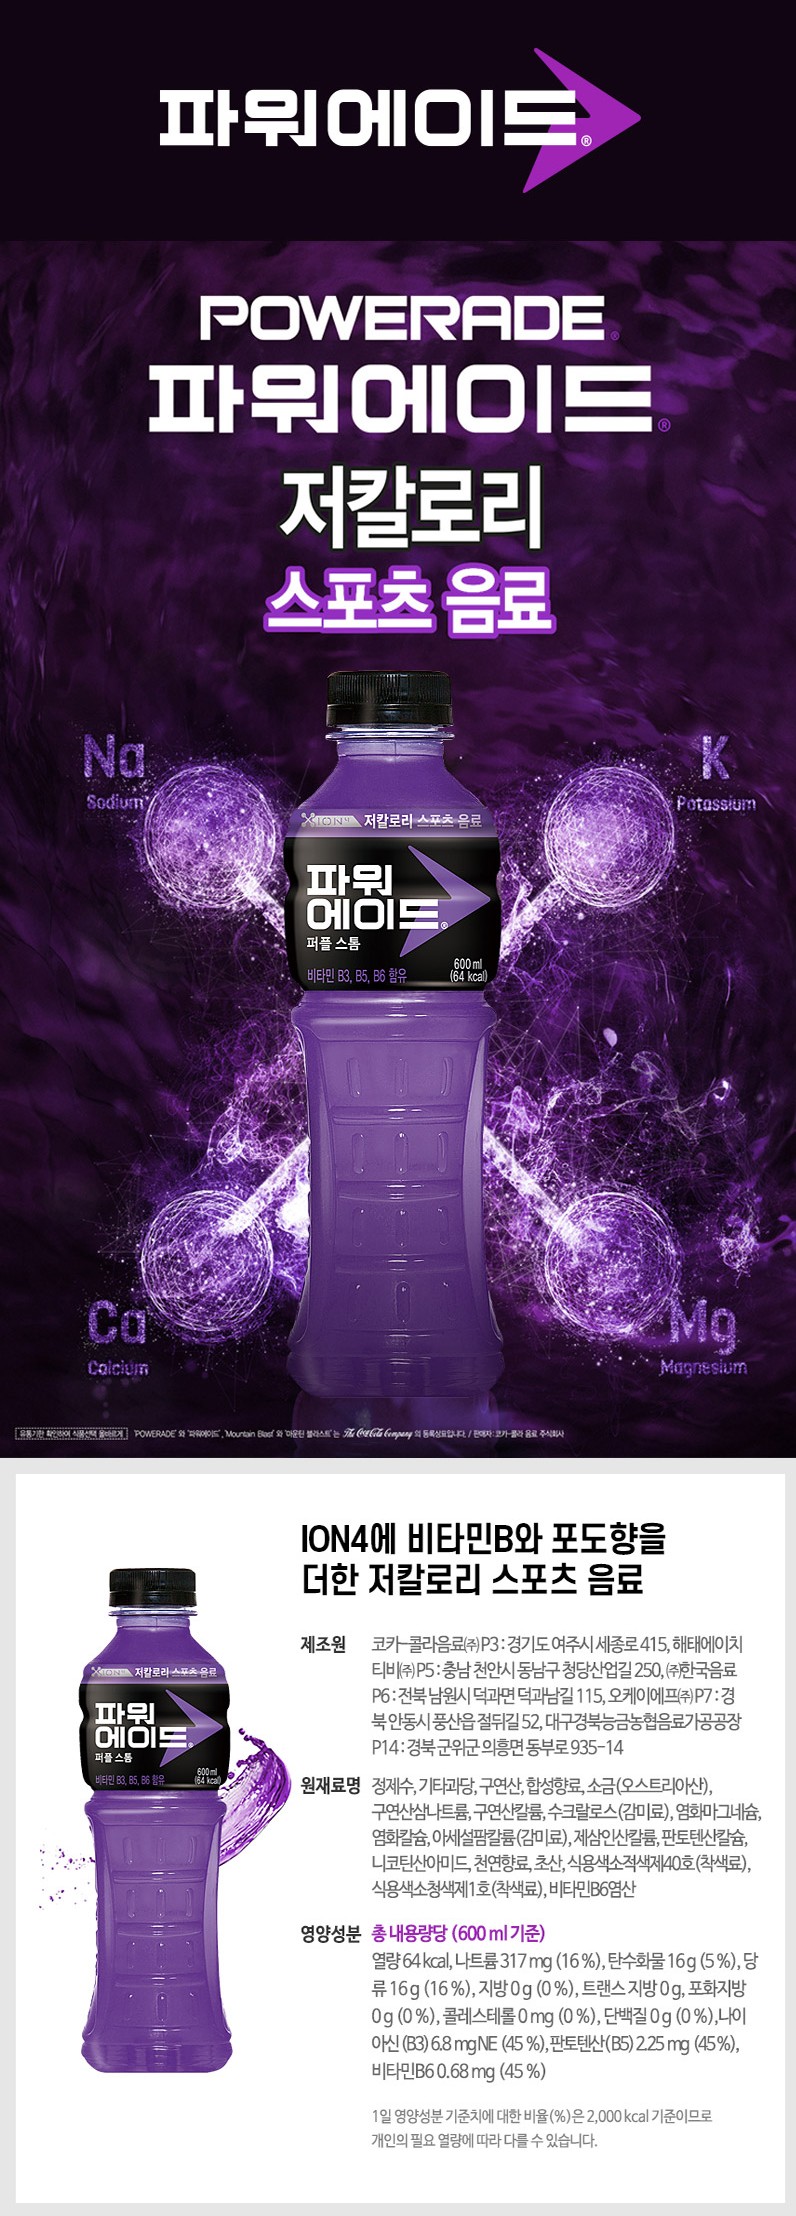 파워에이드®
POWERADE®
파워에이드®
저칼로리
스포츠 음료
Na
Sodium
K
Potassium
ION4 저칼로리 스포츠 음료
파워
에이드®
퍼플 스톰
비타민 B3, B5, B6 함유
600 ml
(64 kcal)
Ca
Calcium
Mg
Magnesium
유통기한 확인하여 식품선택 올바르게 'POWERADE' 와 '파워에이드', 'Mountain Blast' 와 '마운틴 블라스트' 는 The Coca-Cola Company 의 등록상표입니다. / 판매자 : 코카-콜라 음료 주식회사
ION4에 비타민B와 포도향을
더한 저칼로리 스포츠 음료
ION4 저칼로리 스포츠 음료
파워
에이드®
퍼플 스톰
비타민 B3, B5, B6 함유
600 ml
(64 kcal)
제조원 코카-콜라음료㈜ P3 : 경기도 여주시 세종로 415, 해태에이치
티비㈜ P5 : 충남 천안시 동남구 청당산업길 250, ㈜한국음료
P6 : 전북 남원시 덕과면 덕과남길 115, 오케이에프㈜ P7 : 경
북 안동시 풍산읍 절뒤길 52, 대구경북능금농협음료가공공장
P14 : 경북 군위군 의흥면 동부로 935-14
원재료명 정제수, 기타과당, 구연산, 합성향료, 소금(오스트리아산),
구연산삼나트륨, 구연산칼륨, 수크랄로스(감미료), 염화마그네슘,
염화칼슘, 아세설팜칼륨(감미료), 제삼인산칼륨, 판토텐산칼슘,
니코틴산아미드, 천연향료, 초산, 식용색소적색제40호(착색료),
식용색소청색제1호(착색료), 비타민B6염산
영양성분 총 내용량당 (600 ml 기준)
열량 64 kcal, 나트륨 317 mg (16 %), 탄수화물 16 g (5 %), 당
류 16 g (16 %), 지방 0 g (0 %), 트랜스 지방 0 g, 포화지방
0 g (0 %), 콜레스테롤 0 mg (0 %), 단백질 0 g (0 %),나이
아신 (B3) 6.8 mgNE (45 %),판토텐산(B5) 2.25 mg (45%),
비타민B6 0.68 mg (45 %)
1일 영양성분 기준치에 대한 비율(%)은 2,000 kcal 기준이므로
개인의 필요 열량에 따라 다를 수 있습니다.